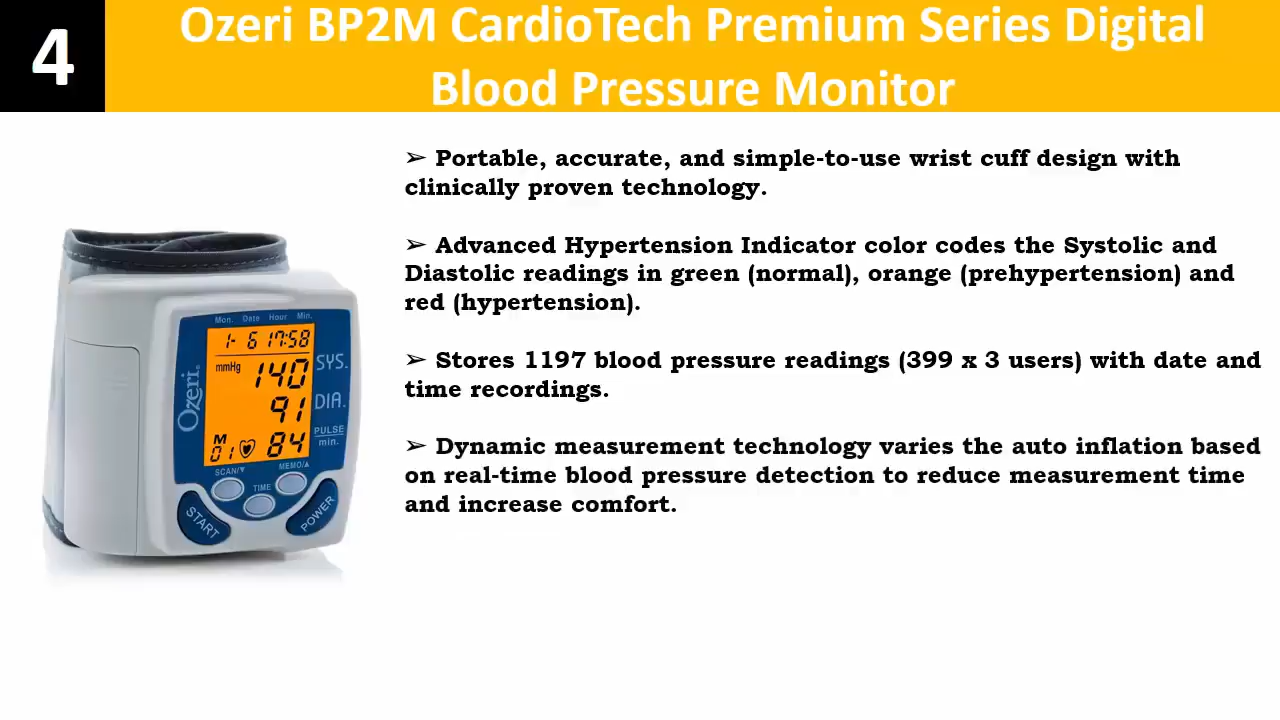 4
Ozeri BP2M CardioTech Premium Series Digital
Blood Pressure Monitor
➢ Portable, accurate, and simple-to-use wrist cuff design with
clinically proven technology.
➢ Advanced Hypertension Indicator color codes the Systolic and
Diastolic readings in green (normal), orange (prehypertension) and
red (hypertension).
➢ Stores 1197 blood pressure readings (399 x 3 users) with date and
time recordings.
➢ Dynamic measurement technology varies the auto inflation based
on real-time blood pressure detection to reduce measurement time
and increase comfort.
Mon. Date Hour Min.
1- 6 17:58
mmHg 140 SYS.
91 DIA.
M 01 84 PULSE/min.
Ozeri
SCAN/▼ MEMO/▲
TIME
START POWER